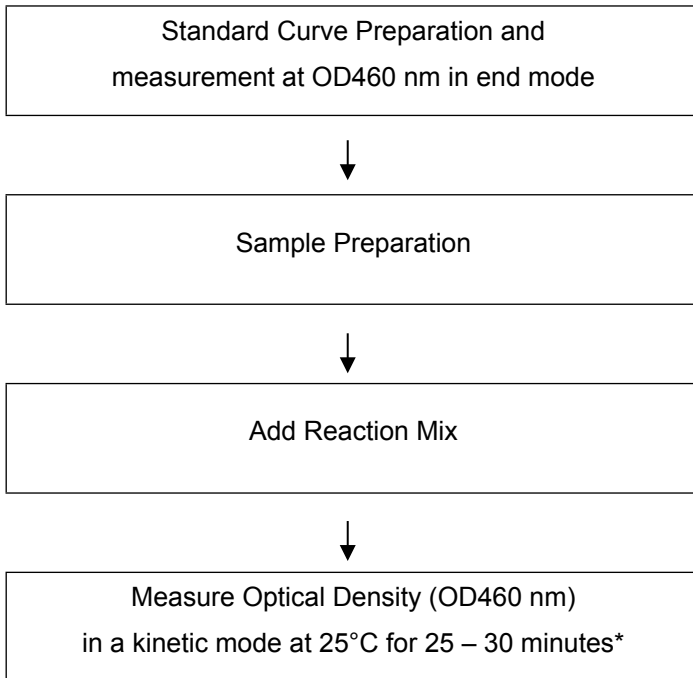 Standard Curve Preparation and
measurement at OD460 nm in end mode
Sample Preparation
Add Reaction Mix
Measure Optical Density (OD460 nm)
in a kinetic mode at 25°C for 25 – 30 minutes*